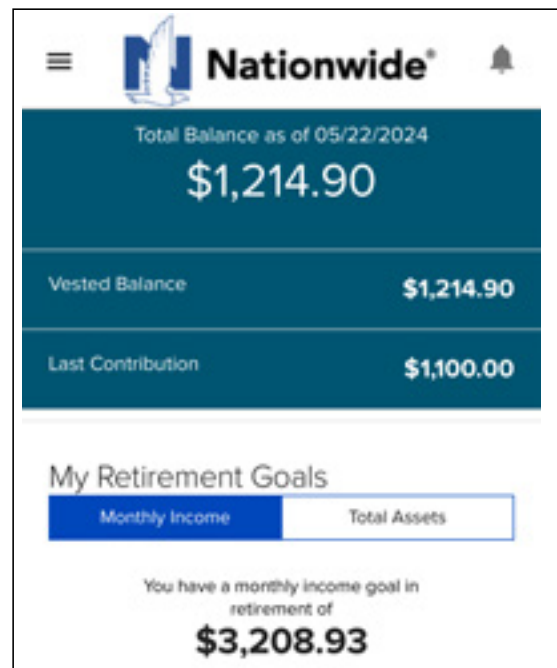 Nationwide®
Total Balance as of 05/22/2024
$1,214.90
Vested Balance
$1,214.90
Last Contribution
$1,100.00
My Retirement Goals
Monthly Income
Total Assets
You have a monthly income goal in
retirement of
$3,208.93